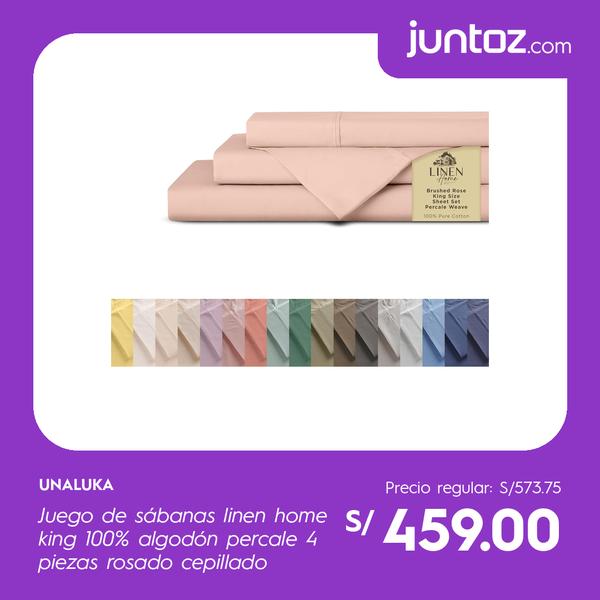 juntoz.com
LINEN
Home
Brushed Rose
King Size
Sheet Set
Percale Weave
100% Pure Cotton
UNALUKA
Juego de sábanas linen home
king 100% algodón percale 4
piezas rosado cepillado
Precio regular: S/573.75
S/ 459.00